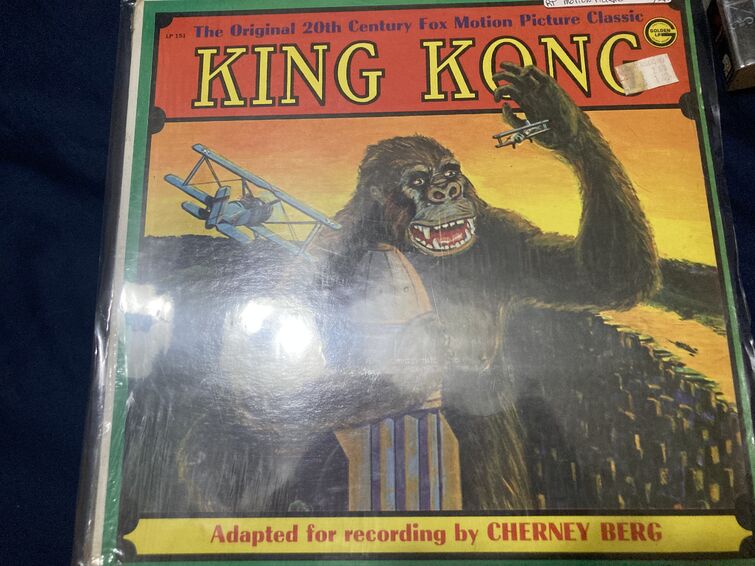 The Original 20th Century Fox Motion Picture Classic
LP 151
GOLDEN
LP
KING KONG
Adapted for recording by CHERNEY BERG